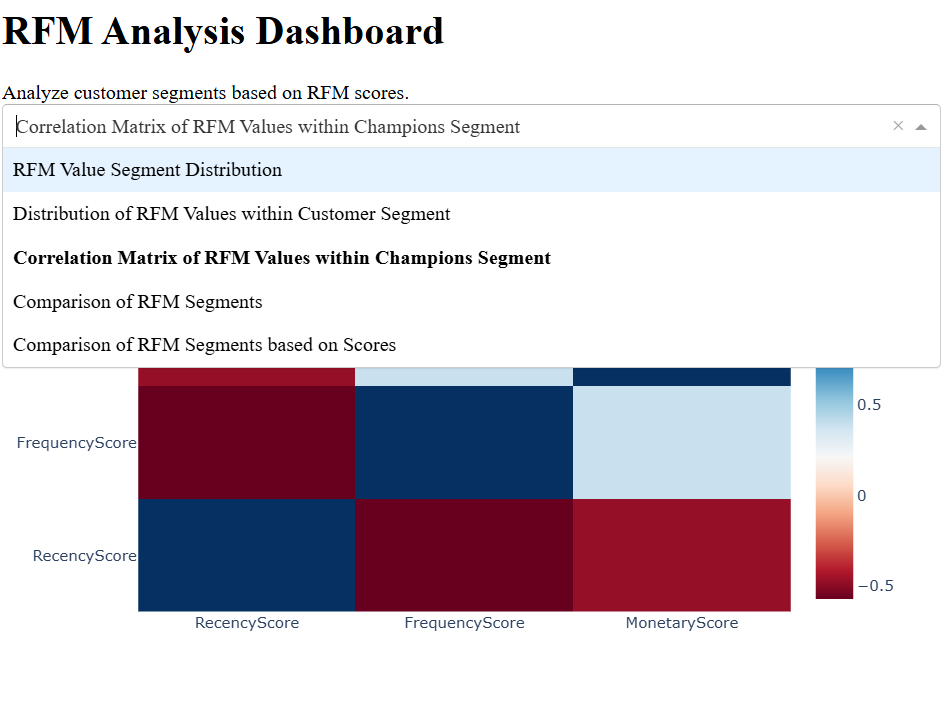 RFM Analysis Dashboard
Analyze customer segments based on RFM scores.
Correlation Matrix of RFM Values within Champions Segment
RFM Value Segment Distribution
Distribution of RFM Values within Customer Segment
Correlation Matrix of RFM Values within Champions Segment
Comparison of RFM Segments
Comparison of RFM Segments based on Scores
0.5
FrequencyScore
0
RecencyScore
−0.5
RecencyScore FrequencyScore MonetaryScore